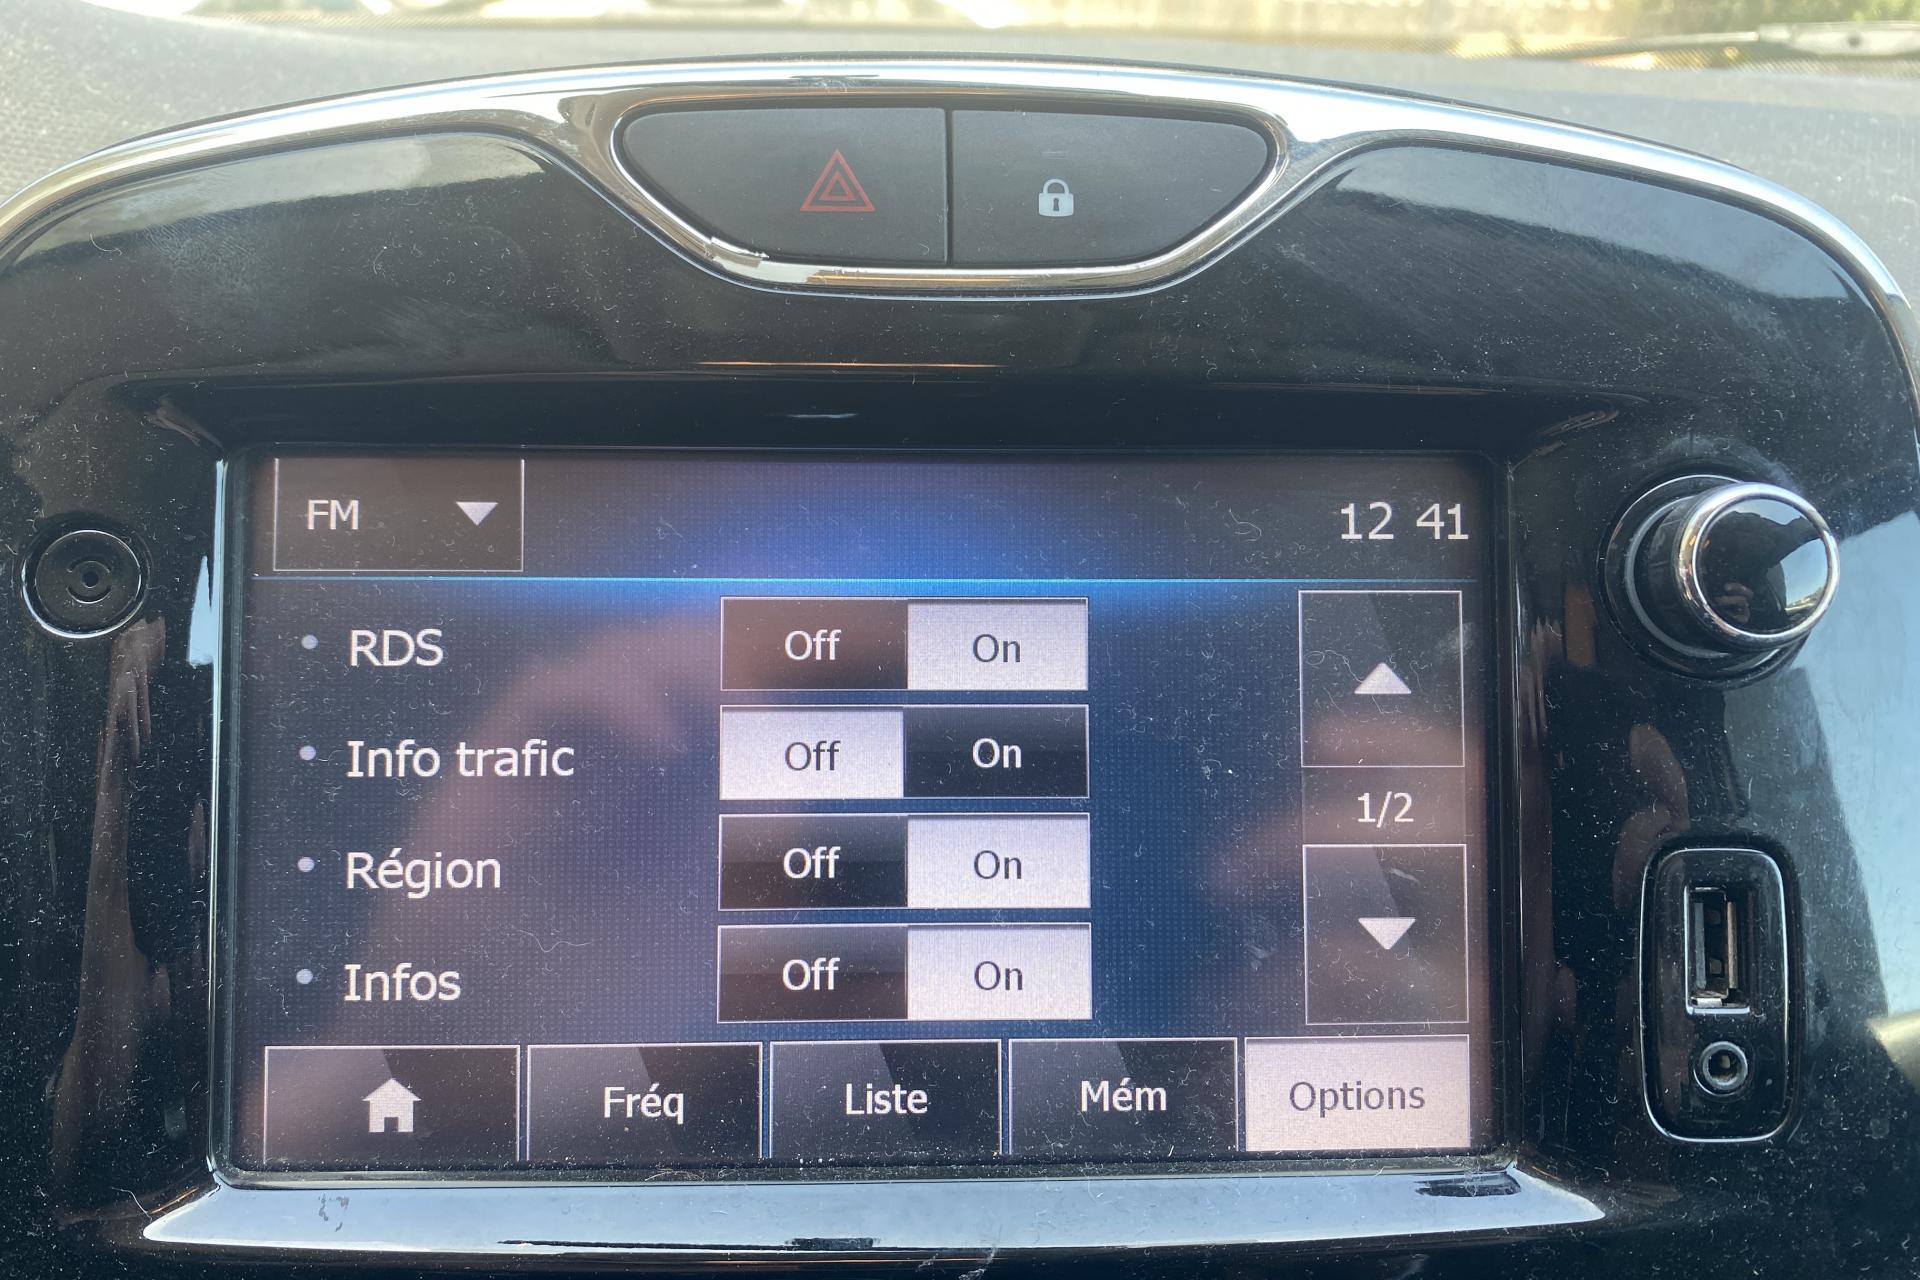 FM 12 41
RDS Off On
Info trafic Off On
1/2
Région Off On
Infos Off On
Fréq Liste Mém Options